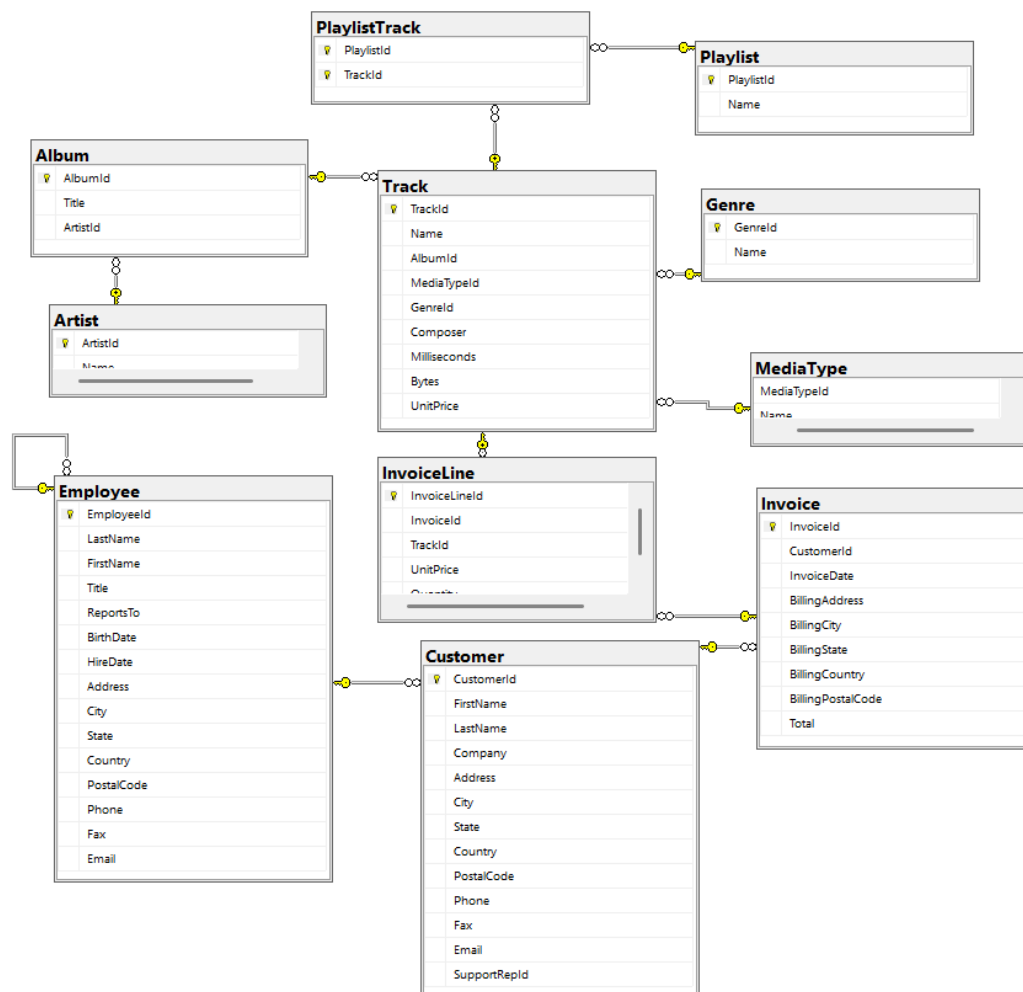 PlaylistTrack
PlaylistId
TrackId
Playlist
PlaylistId
Name
Album
AlbumId
Title
ArtistId
Track
TrackId
Name
AlbumId
MediaTypeId
GenreId
Composer
Milliseconds
Bytes
UnitPrice
Genre
GenreId
Name
Artist
ArtistId
Name
MediaType
MediaTypeId
Name
Employee
EmployeeId
LastName
FirstName
Title
ReportsTo
BirthDate
HireDate
Address
City
State
Country
PostalCode
Phone
Fax
Email
InvoiceLine
InvoiceLineId
InvoiceId
TrackId
UnitPrice
Quantity
Invoice
InvoiceId
CustomerId
InvoiceDate
BillingAddress
BillingCity
BillingState
BillingCountry
BillingPostalCode
Total
Customer
CustomerId
FirstName
LastName
Company
Address
City
State
Country
PostalCode
Phone
Fax
Email
SupportRepId